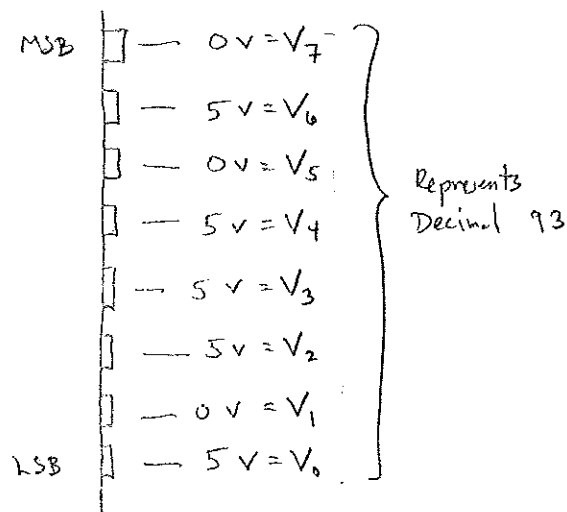 MSB — 0 v = V7
— 5 v = V6
— 0 v = V5
— 5 v = V4
Represents
Decimal 93
— 5 v = V3
— 5 v = V2
— 0 v = V1
LSB — 5 v = V0